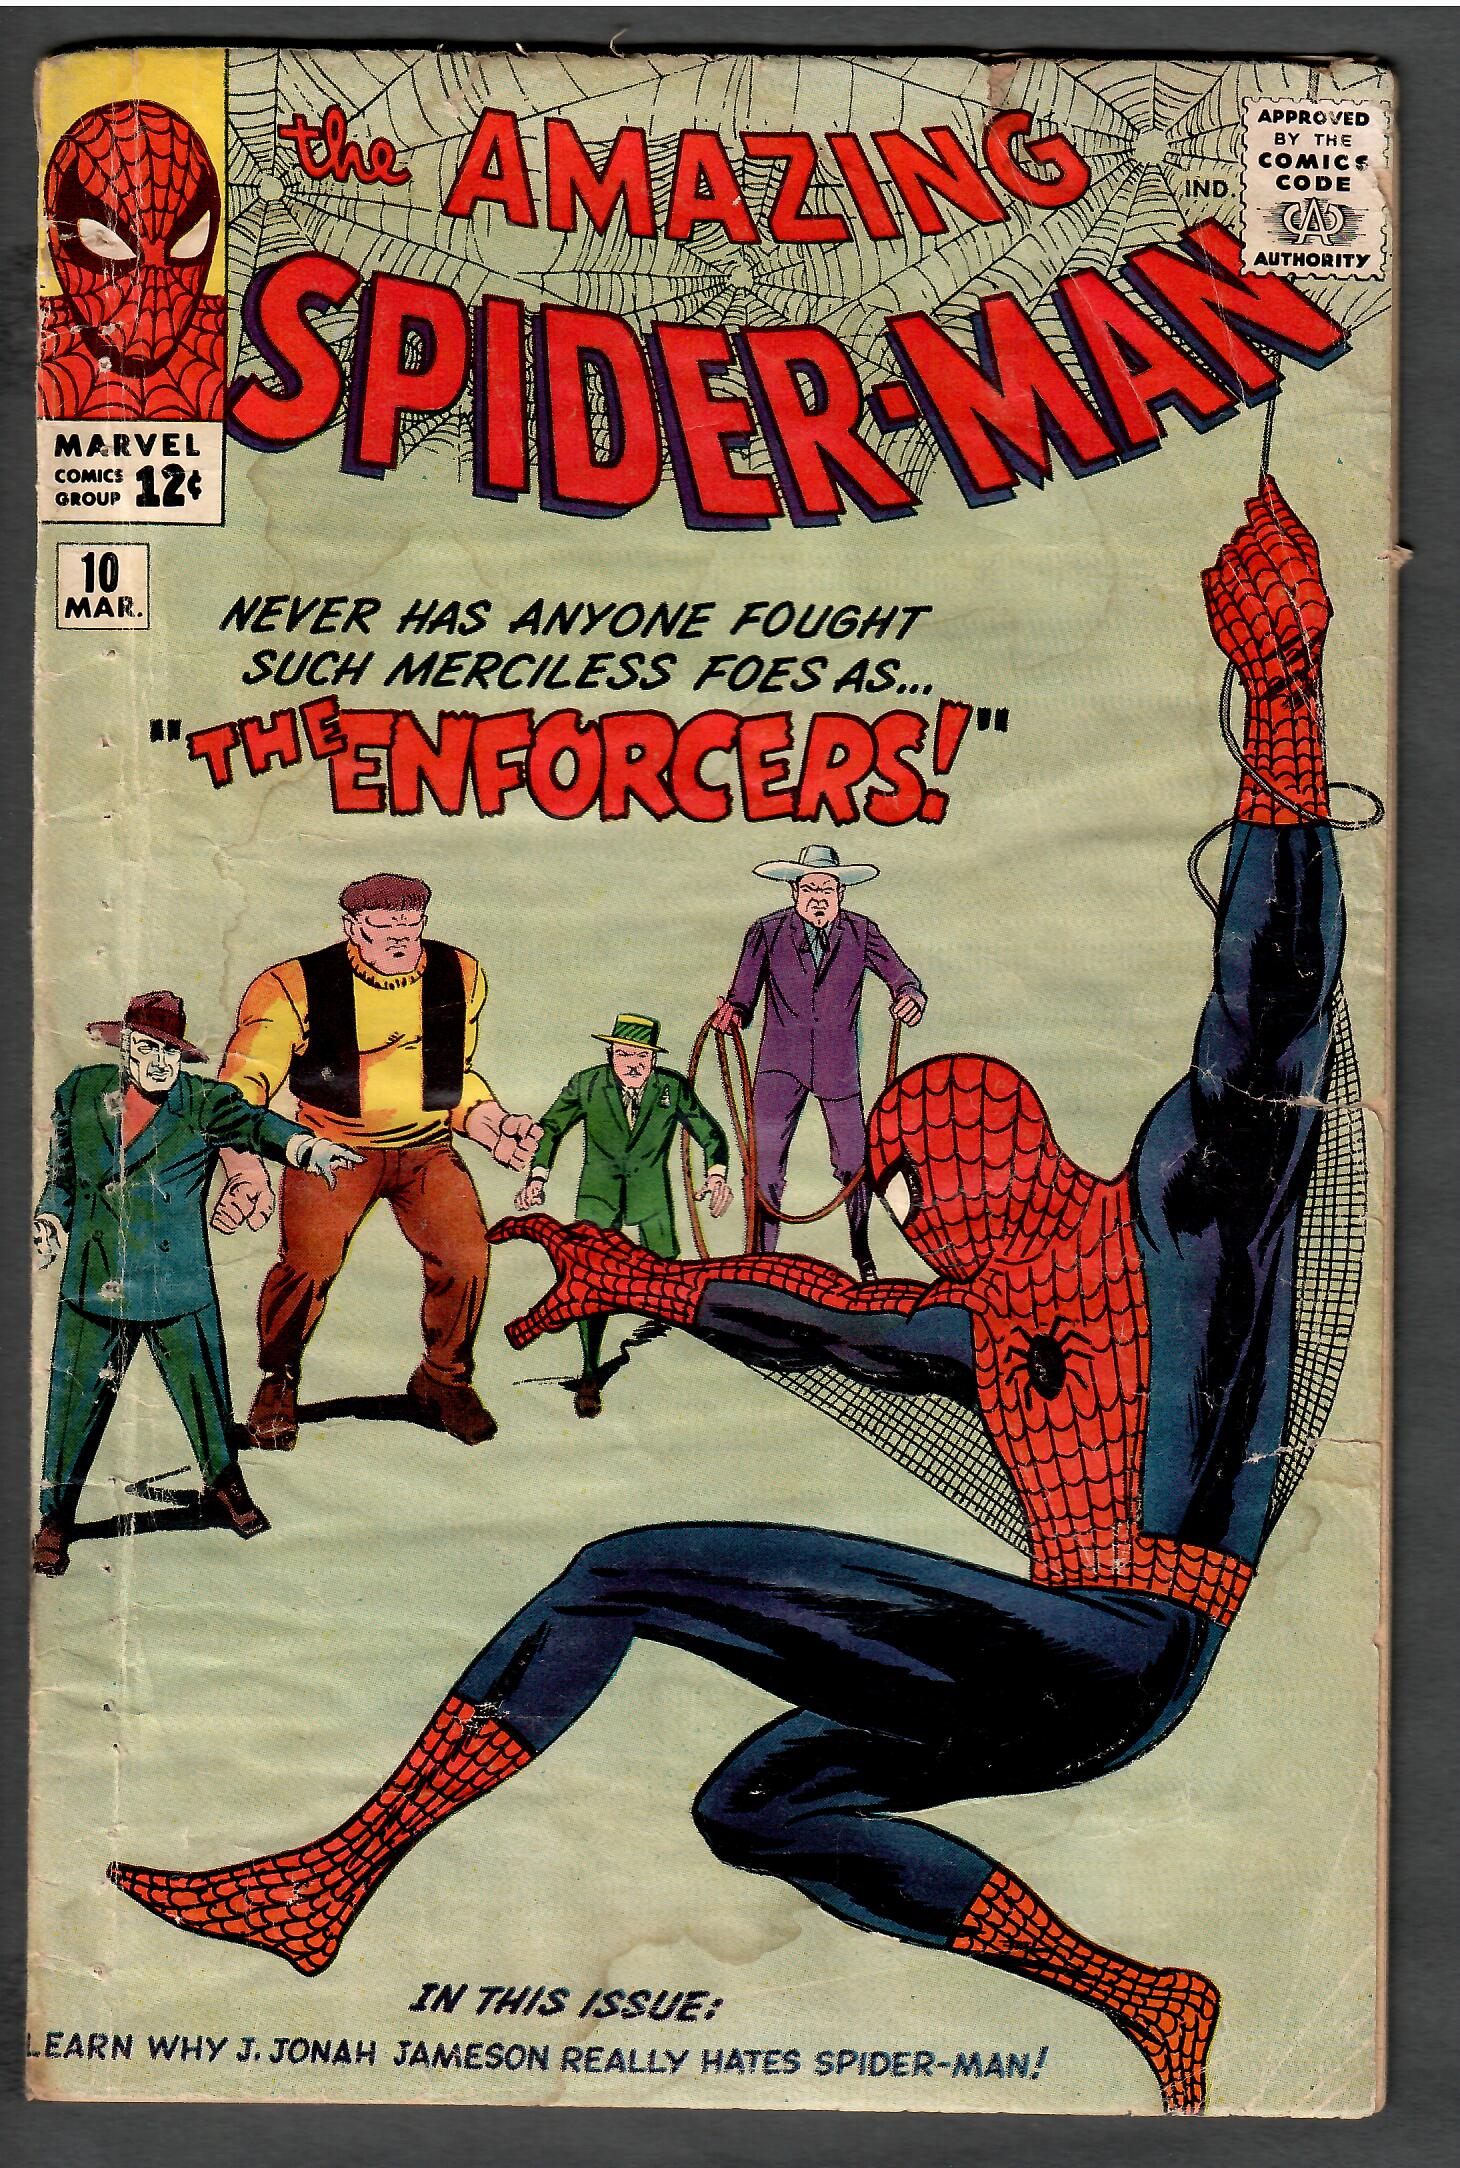 the AMAZING
SPIDER-MAN
IND.
APPROVED
BY THE
COMICS
CODE
CA
AUTHORITY
MARVEL
COMICS
GROUP 12¢
10
MAR.
NEVER HAS ANYONE FOUGHT
SUCH MERCILESS FOES AS...
"THE ENFORCERS!"
IN THIS ISSUE:
LEARN WHY J. JONAH JAMESON REALLY HATES SPIDER-MAN!